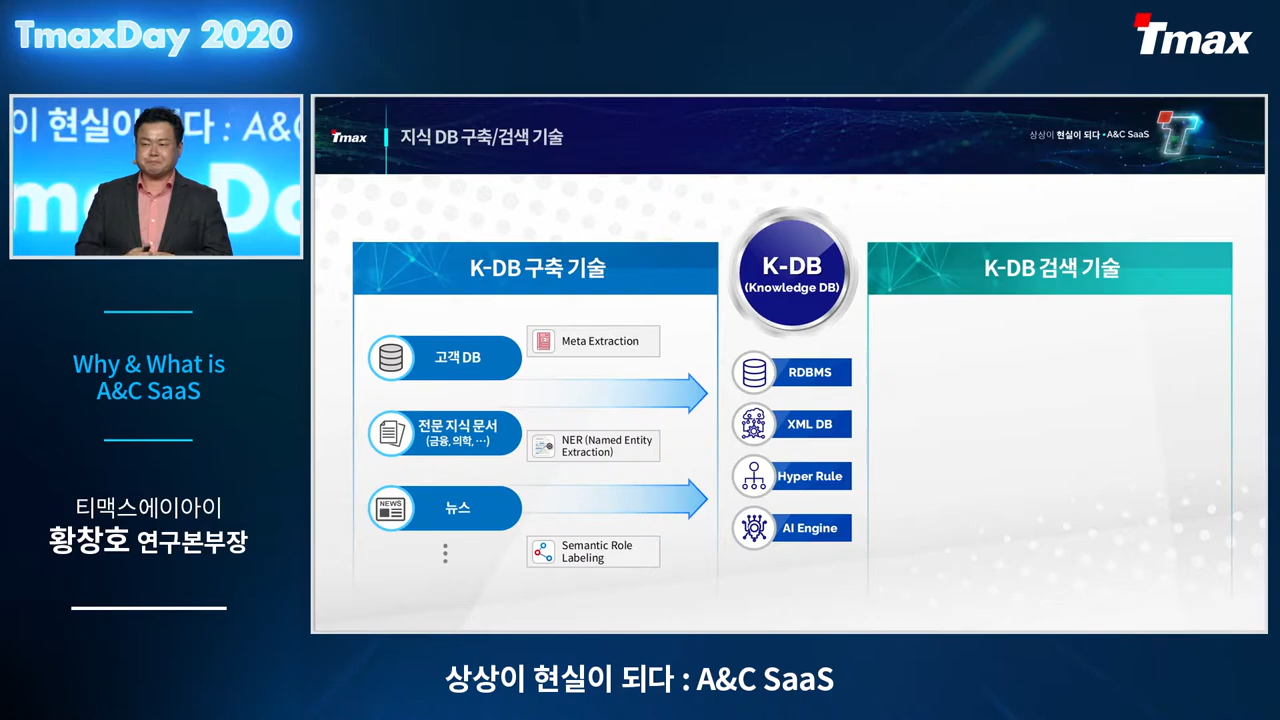 TmaxDay 2020
Tmax
이 현실이 되다 : A&C
Tmax
지식 DB 구축/검색 기술
상상이 현실이 되다 • A&C SaaS
K-DB 구축 기술
K-DB
(Knowledge DB)
K-DB 검색 기술
고객 DB
Meta Extraction
전문 지식 문서
(금융, 의학, …)
NER (Named Entity
Extraction)
NEWS
뉴스
Semantic Role
Labeling
RDBMS
XML DB
Hyper Rule
AI Engine
Why & What is
A&C SaaS
티맥스에이아이
황창호 연구본부장
상상이 현실이 되다 : A&C SaaS